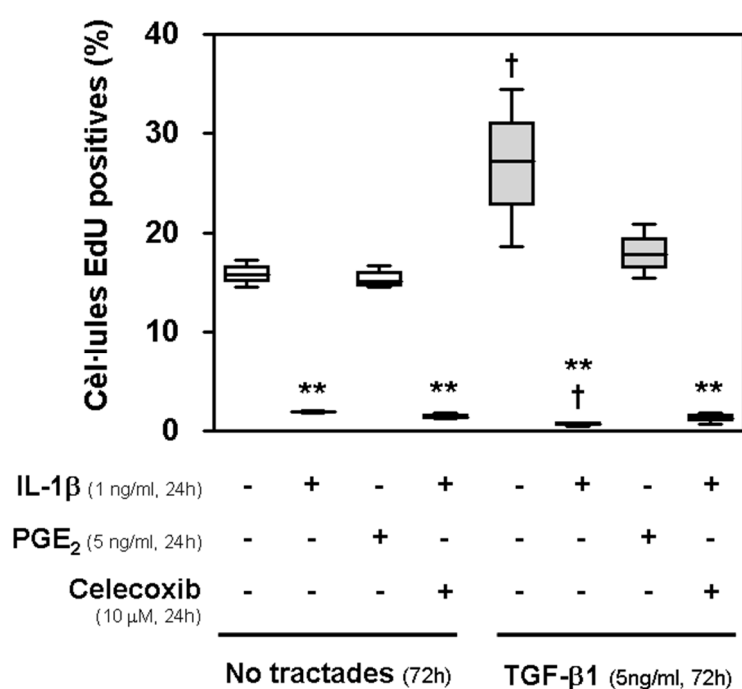 Cèl·lules EdU positives (%)
40
30
20
10
0
†
** ** ** **
†
IL-1β (1 ng/ml, 24h) - + - + - + - +
PGE₂ (5 ng/ml, 24h) - - + - - - + -
Celecoxib - - - + - - - +
(10 µM, 24h)
No tractades (72h) TGF-β1 (5ng/ml, 72h)